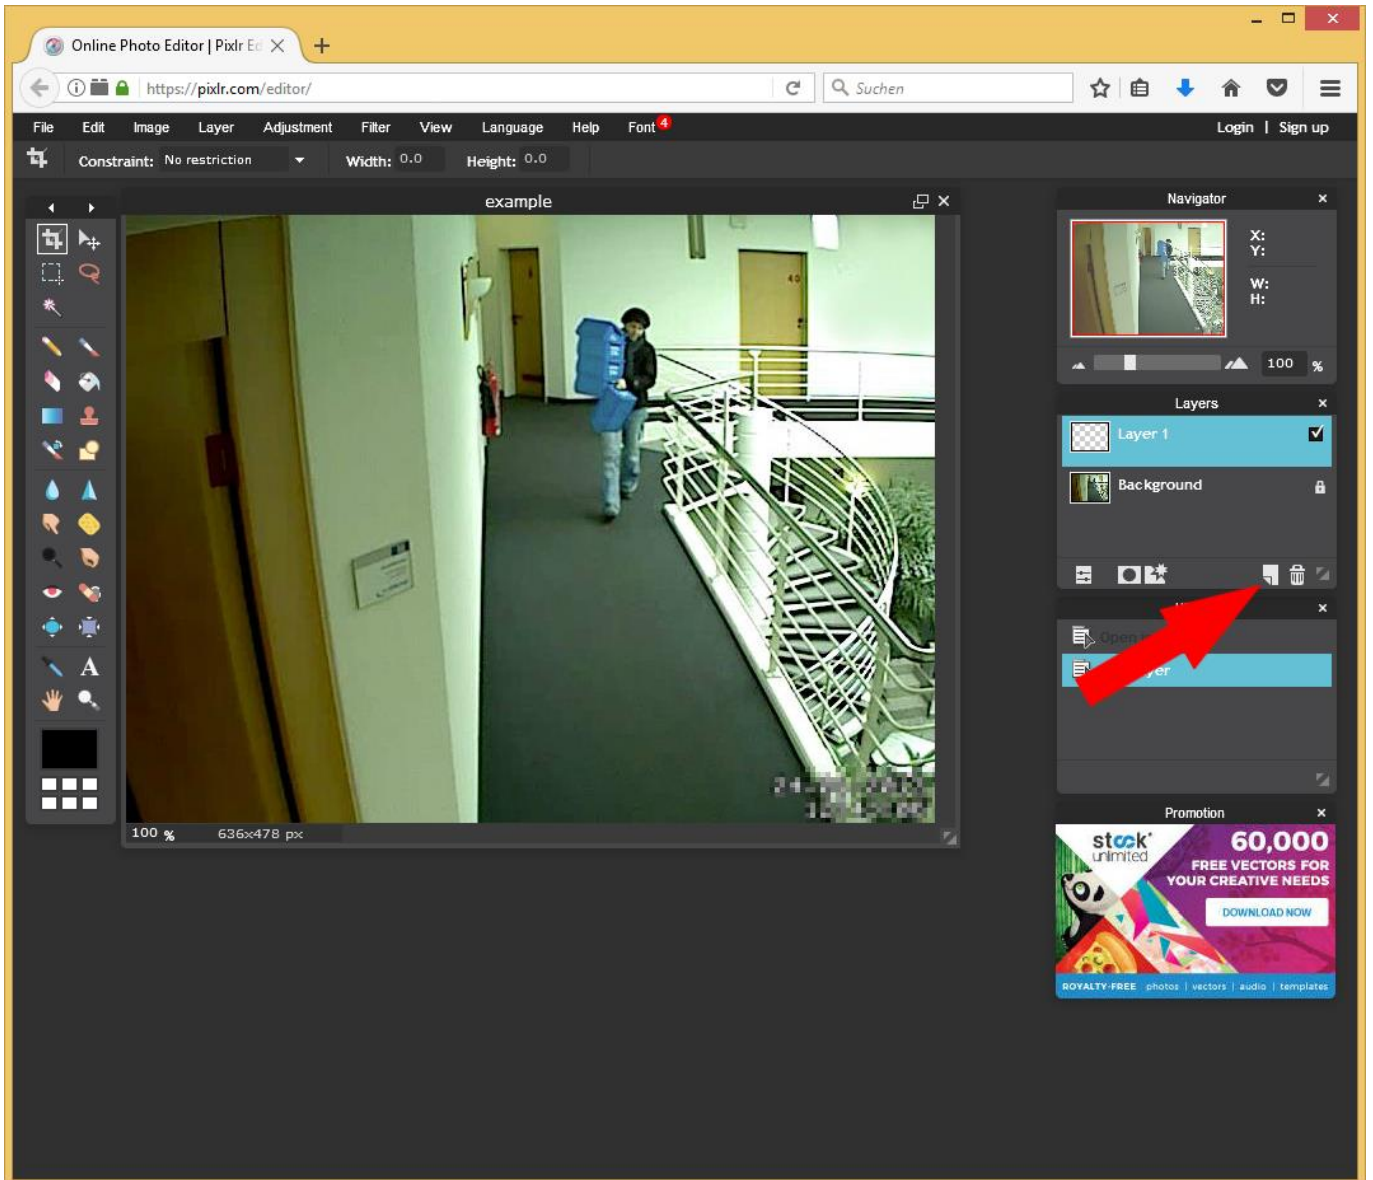 Online Photo Editor | Pixlr Ed
https://pixlr.com/editor/
Suchen
File Edit Image Layer Adjustment Filter View Language Help Font 4 Login | Sign up
Constraint: No restriction Width: 0.0 Height: 0.0
example
Navigator
X:
Y:
W:
H:
100 %
Layers
Layer 1
Background
Open
yer
A
100 % 636x478 px
Promotion
stock
unlimited
60,000
FREE VECTORS FOR
YOUR CREATIVE NEEDS
DOWNLOAD NOW
ROYALTY-FREE photos | vectors | audio | templates